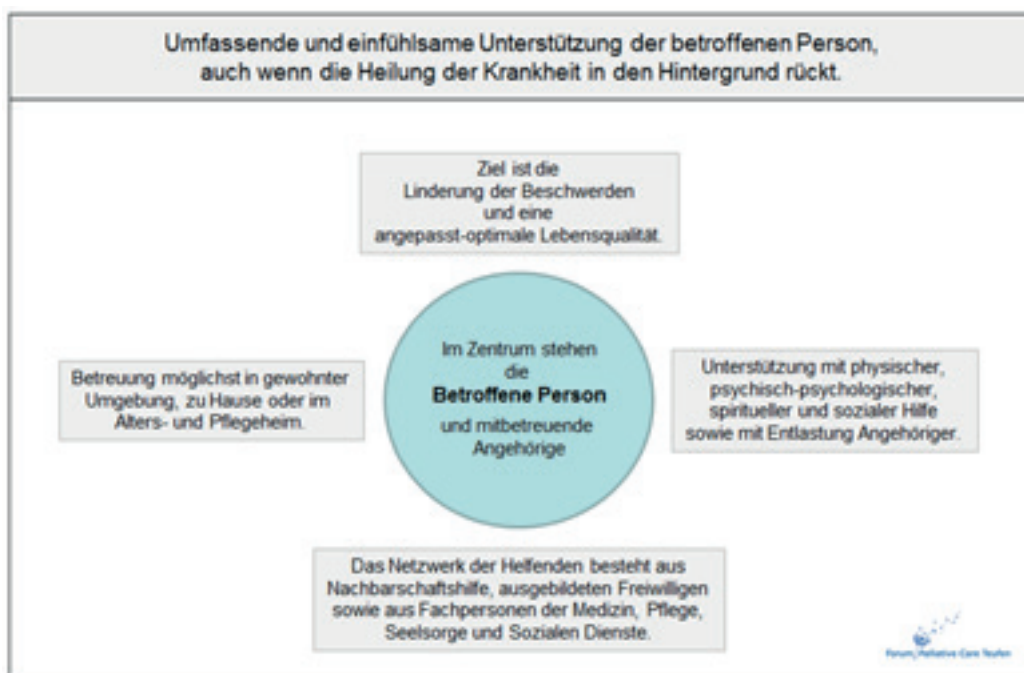 Umfassende und einfühlsame Unterstützung der betroffenen Person,
auch wenn die Heilung der Krankheit in den Hintergrund rückt.
Ziel ist die
Linderung der Beschwerden
und eine
angepasst-optimale Lebensqualität.
Betreuung möglichst in gewohnter
Umgebung, zu Hause oder im
Alters- und Pflegeheim.
Im Zentrum stehen
die
Betroffene Person
und mitbetreuende
Angehörige
Unterstützung mit physischer,
psychisch-psychologischer,
spiritueller und sozialer Hilfe
sowie mit Entlastung Angehöriger.
Das Netzwerk der Helfenden besteht aus
Nachbarschaftshilfe, ausgebildeten Freiwilligen
sowie aus Fachpersonen der Medizin, Pflege,
Seelsorge und Sozialen Dienste.
Forum Palliative Care Teufen